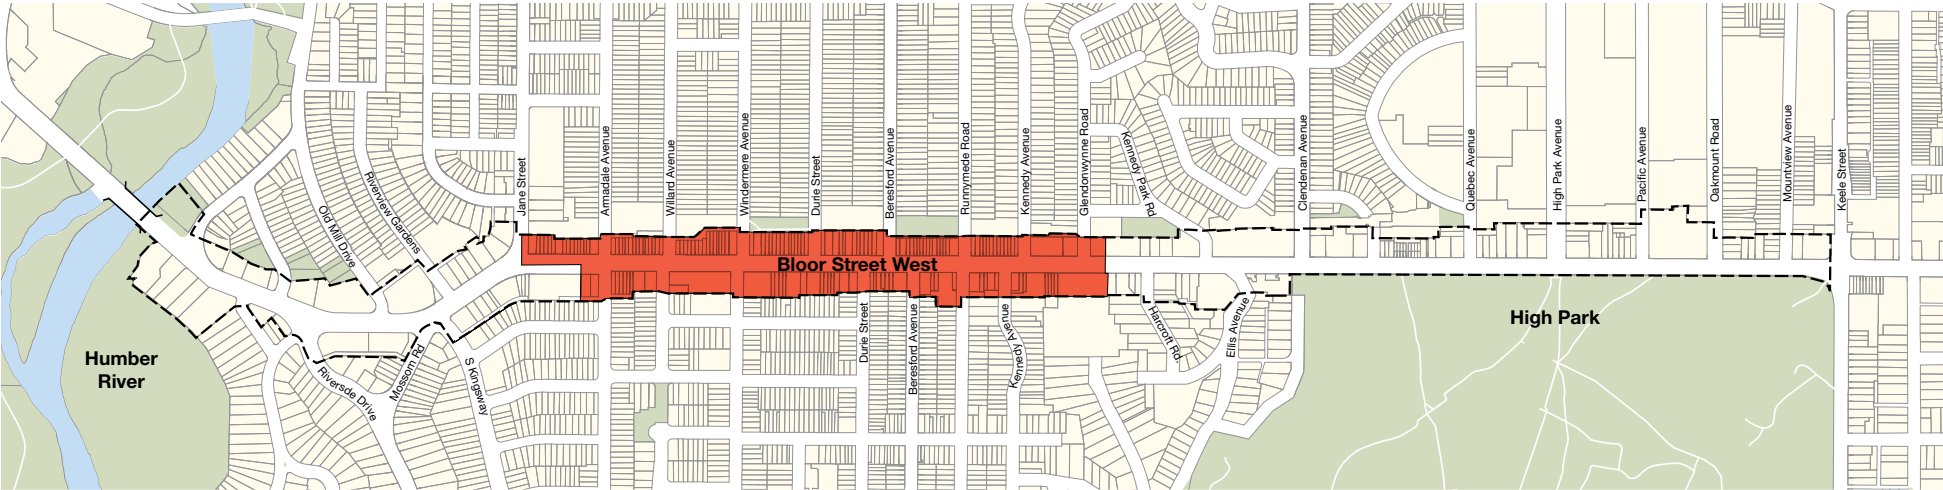 Jane Street
Armadale Avenue
Willard Avenue
Windermere Avenue
Durie Street
Beresford Avenue
Runnymede Road
Kennedy Avenue
Glendonwynne Road
Kennedy Park Rd
Clendenan Avenue
Quebec Avenue
High Park Avenue
Pacific Avenue
Oakmount Road
Mountview Avenue
Keele Street
Riverview Gardens
Old Mill Drive
Bloor Street West
High Park
Humber
River
Riversde Drive
Mossom Rd
S Kingsway
Durie Street
Beresford Avenue
Kennedy Avenue
Harcroft Rd
Ellis Avenue